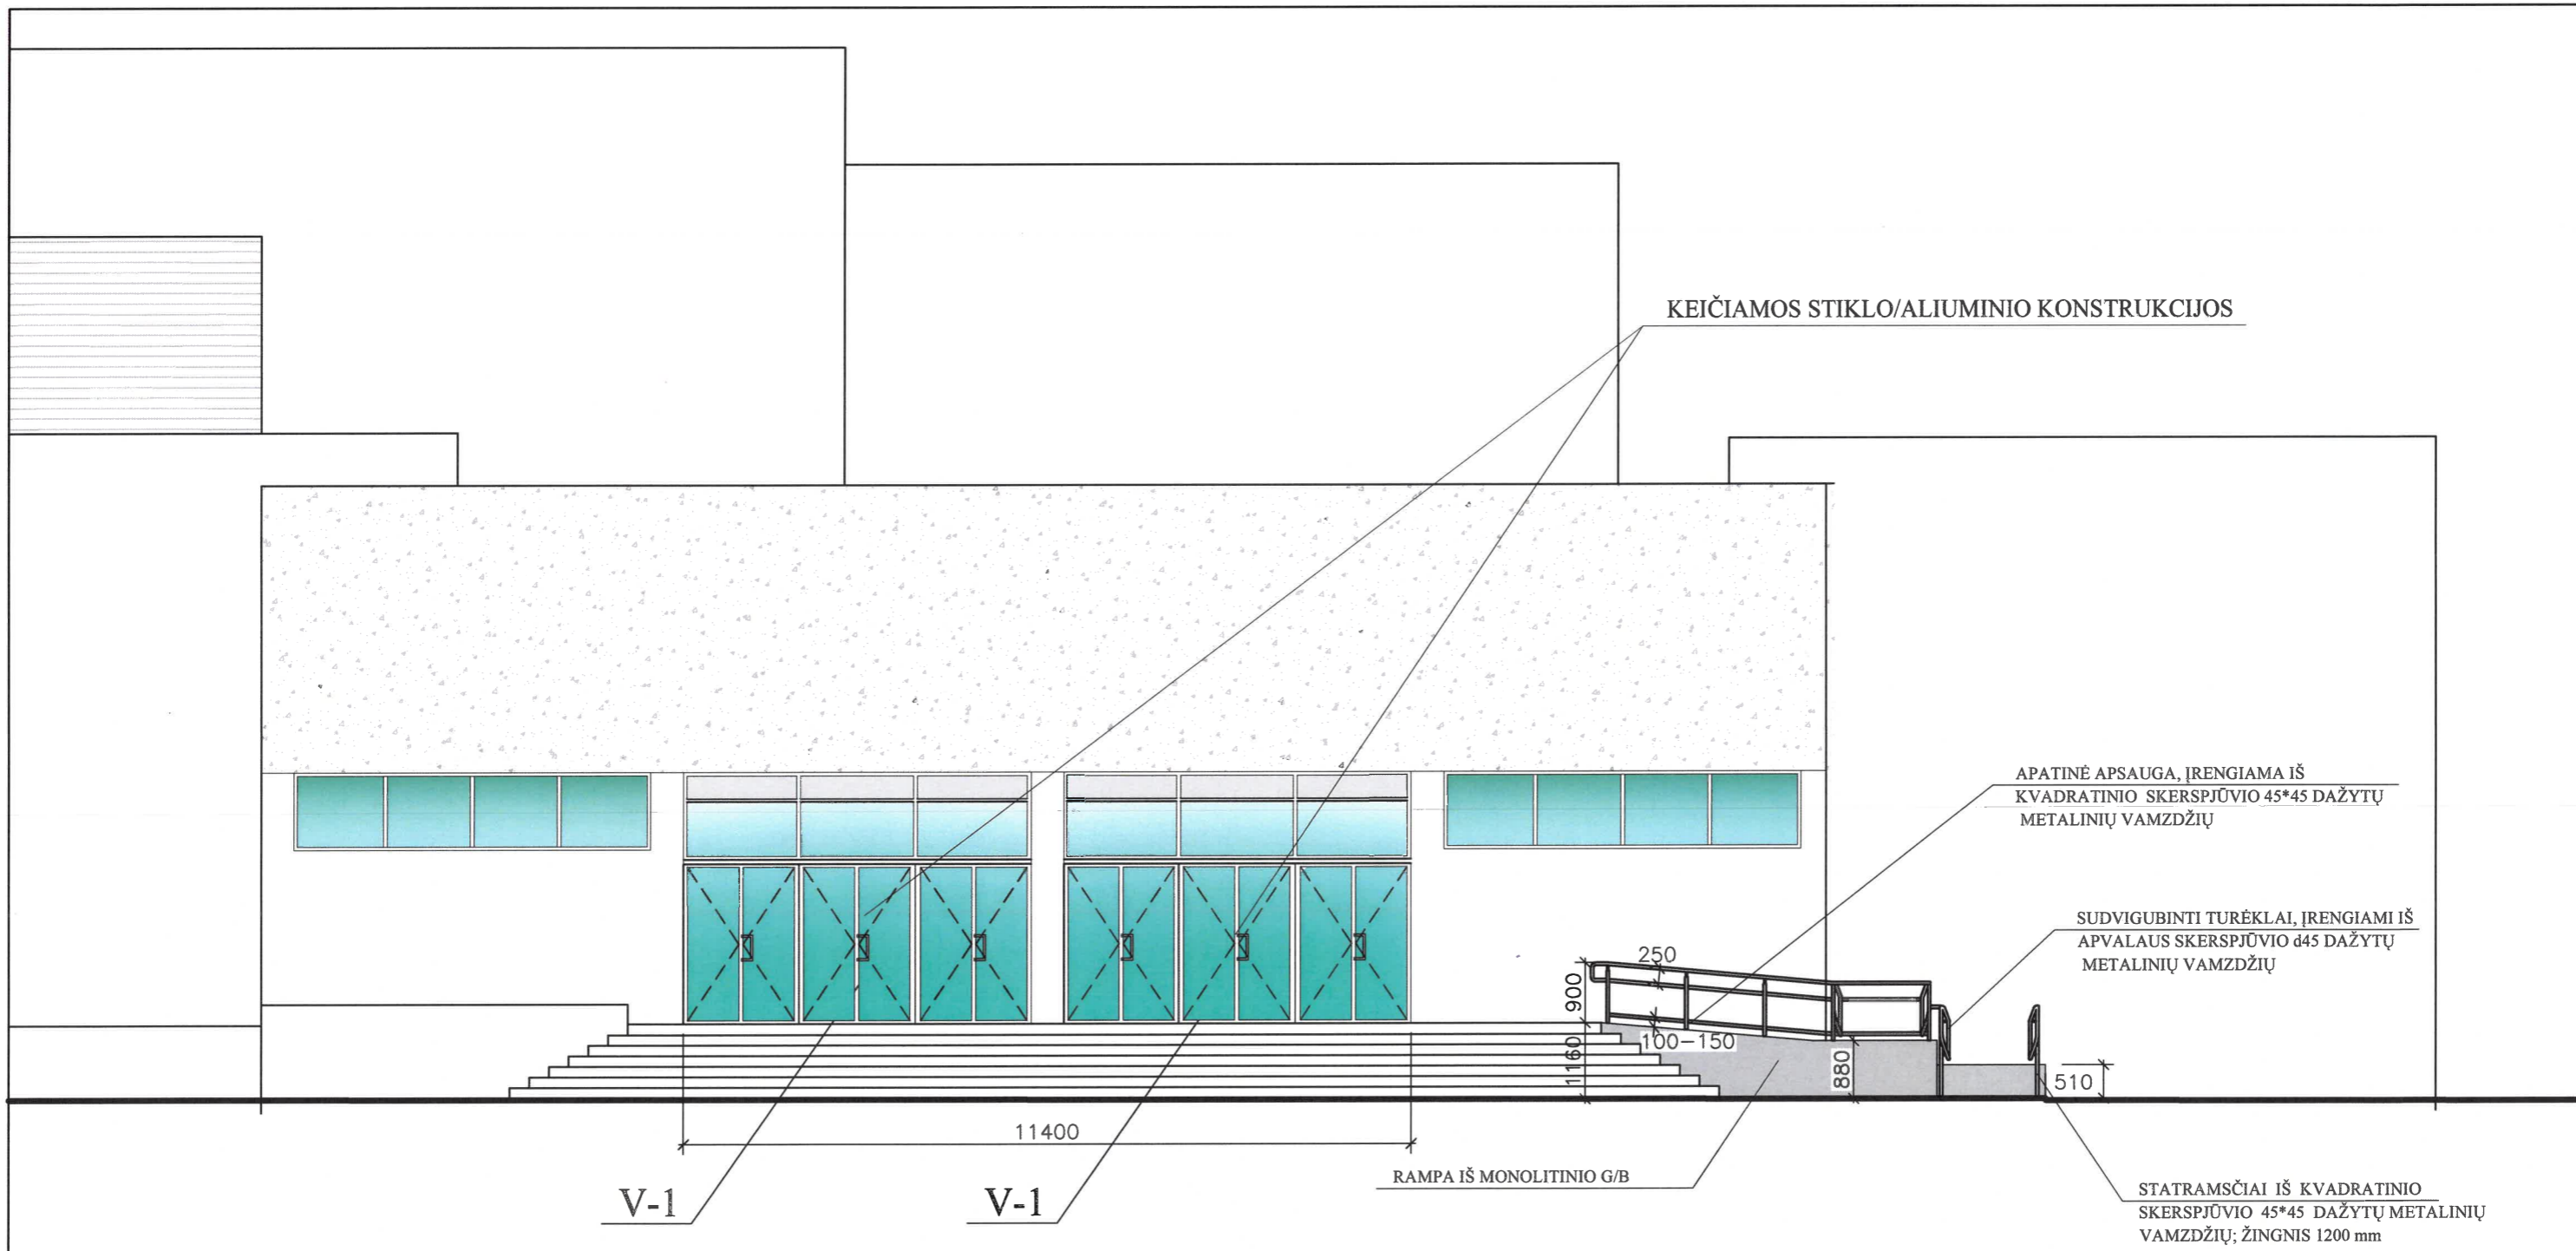 KEIČIAMOS STIKLO/ALIUMINIO KONSTRUKCIJOS
APATINĖ APSAUGA, ĮRENGIAMA IŠ
KVADRATINIO SKERSPJŪVIO 45*45 DAŽYTŲ
METALINIŲ VAMZDŽIŲ
SUDVIGUBINTI TURĖKLAI, ĮRENGIAMI IŠ
APVALAUS SKERSPJŪVIO d45 DAŽYTŲ
METALINIŲ VAMZDŽIŲ
250
900
100-150
1160
880
510
11400
RAMPA IŠ MONOLITINIO G/B
V-1
V-1
STATRAMSČIAI IŠ KVADRATINIO
SKERSPJŪVIO 45*45 DAŽYTŲ METALINIŲ
VAMZDŽIŲ; ŽINGNIS 1200 mm